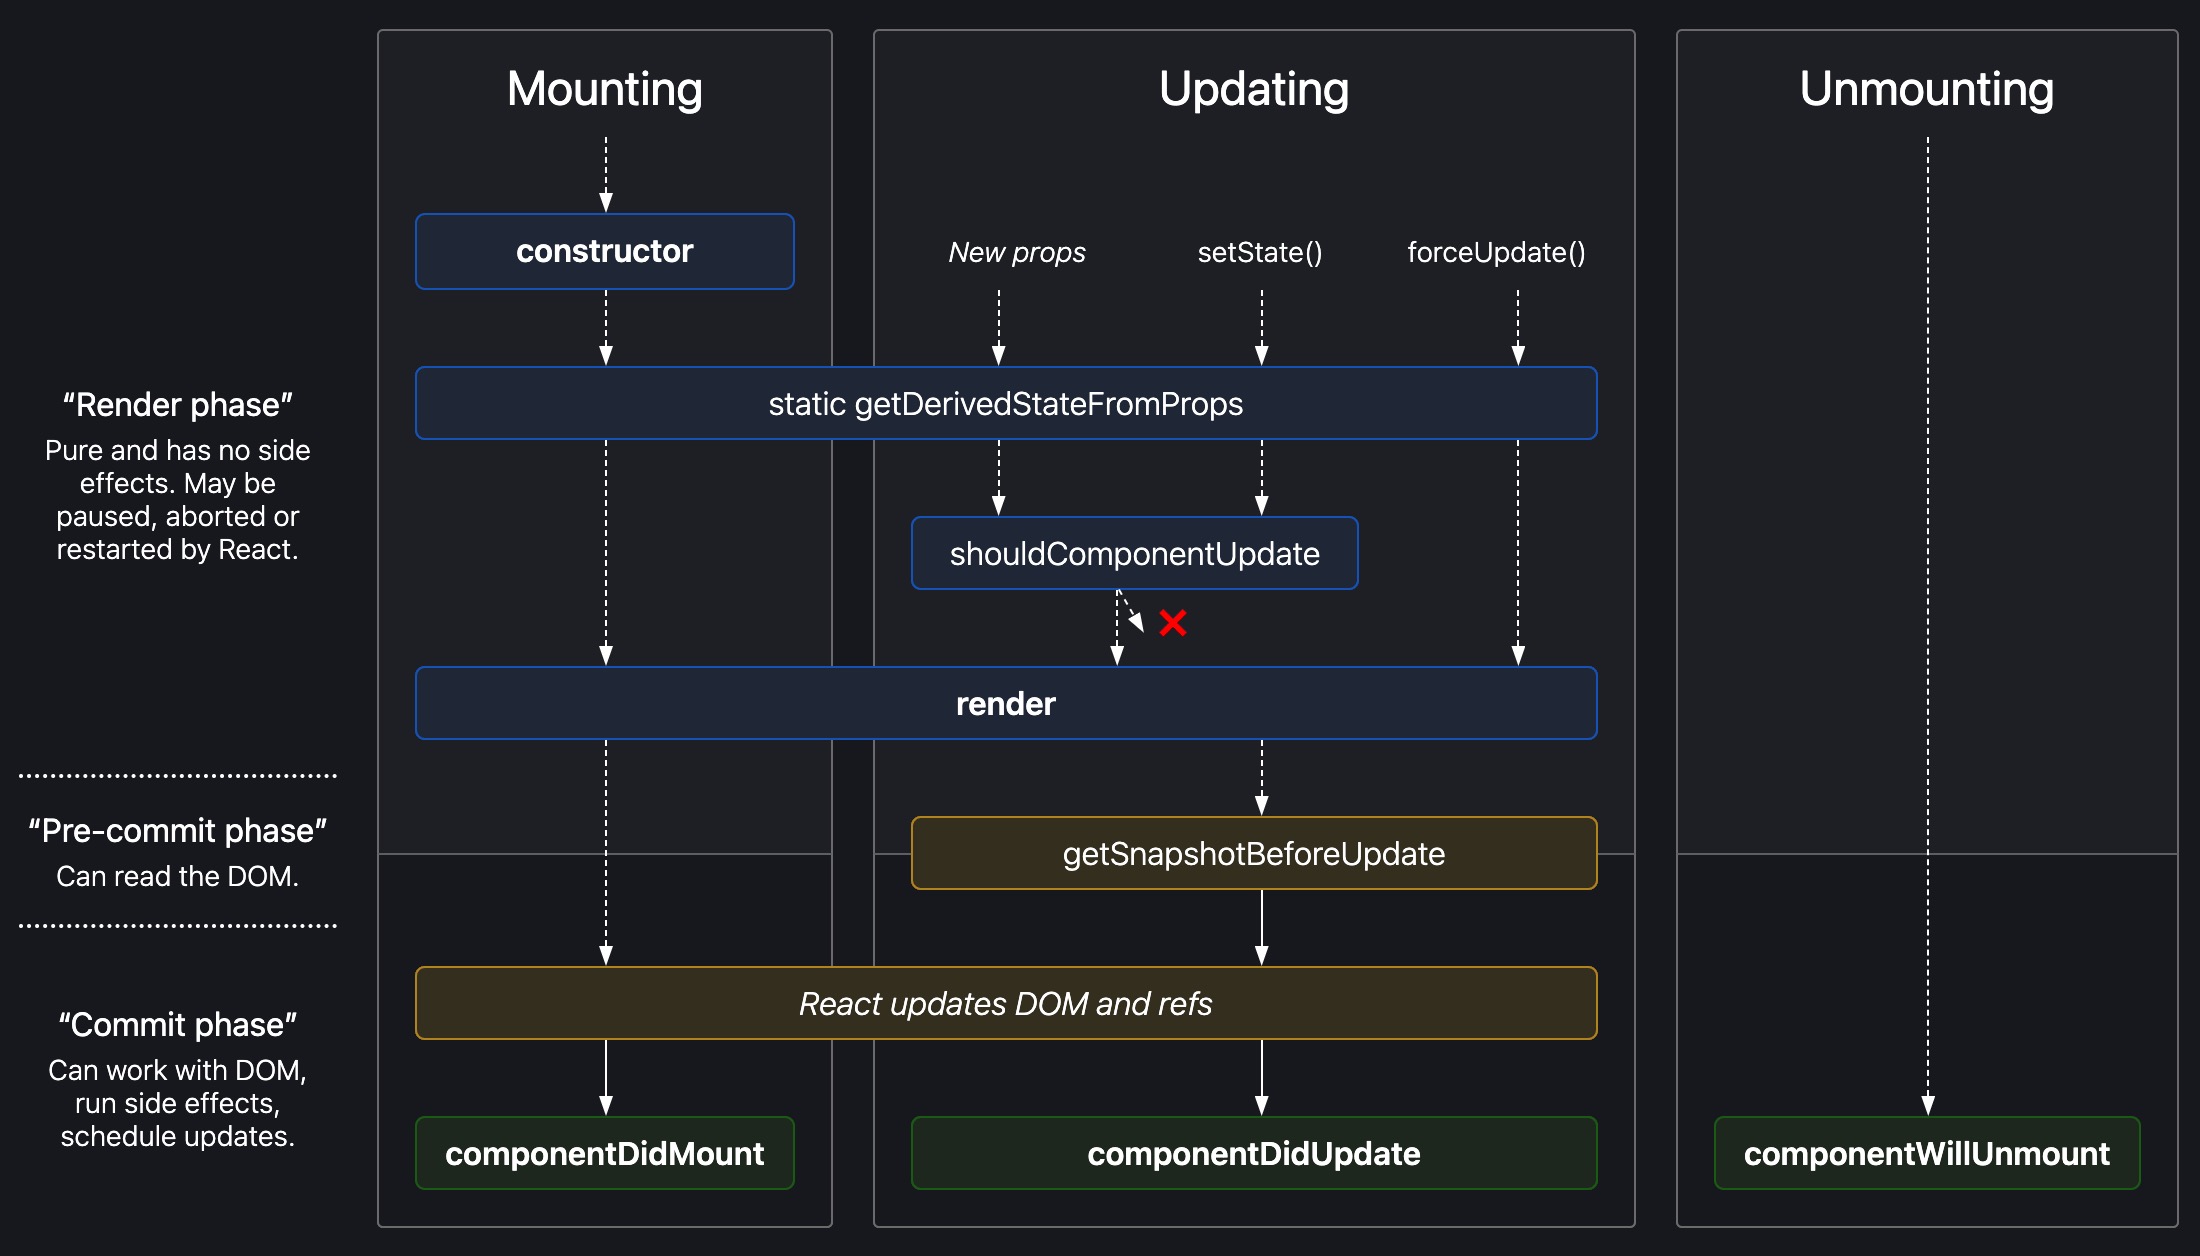 Mounting
Updating
Unmounting
constructor
New props
setState()
forceUpdate()
“Render phase”
Pure and has no side
effects. May be
paused, aborted or
restarted by React.
static getDerivedStateFromProps
shouldComponentUpdate
render
“Pre-commit phase”
Can read the DOM.
getSnapshotBeforeUpdate
“Commit phase”
Can work with DOM,
run side effects,
schedule updates.
React updates DOM and refs
componentDidMount
componentDidUpdate
componentWillUnmount